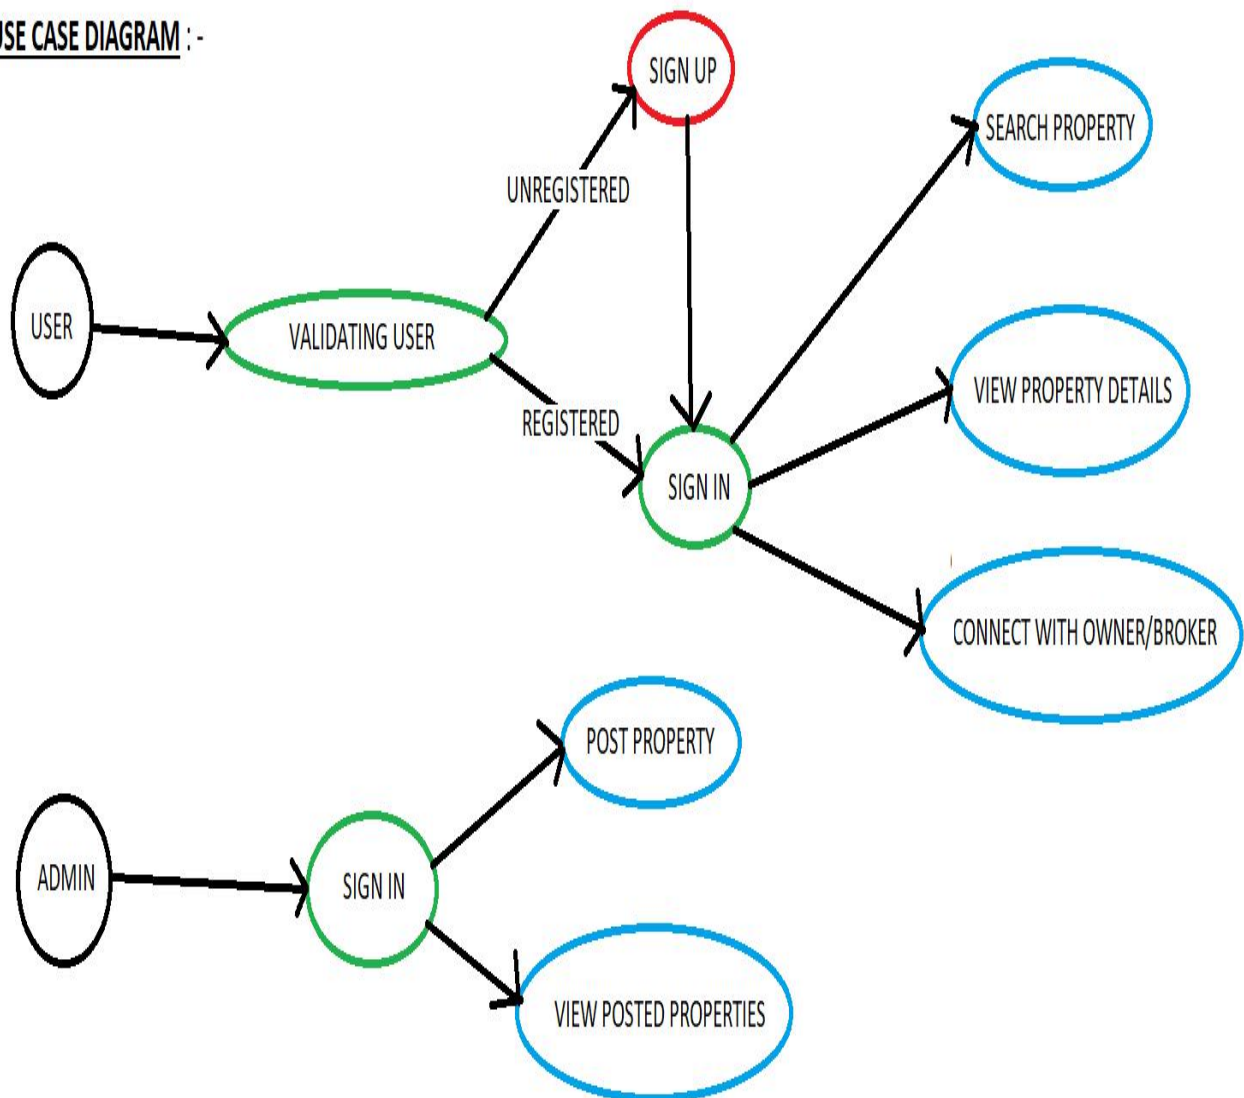 USE CASE DIAGRAM : -
SIGN UP
SEARCH PROPERTY
UNREGISTERED
USER
VALIDATING USER
VIEW PROPERTY DETAILS
REGISTERED
SIGN IN
CONNECT WITH OWNER/BROKER
POST PROPERTY
ADMIN
SIGN IN
VIEW POSTED PROPERTIES